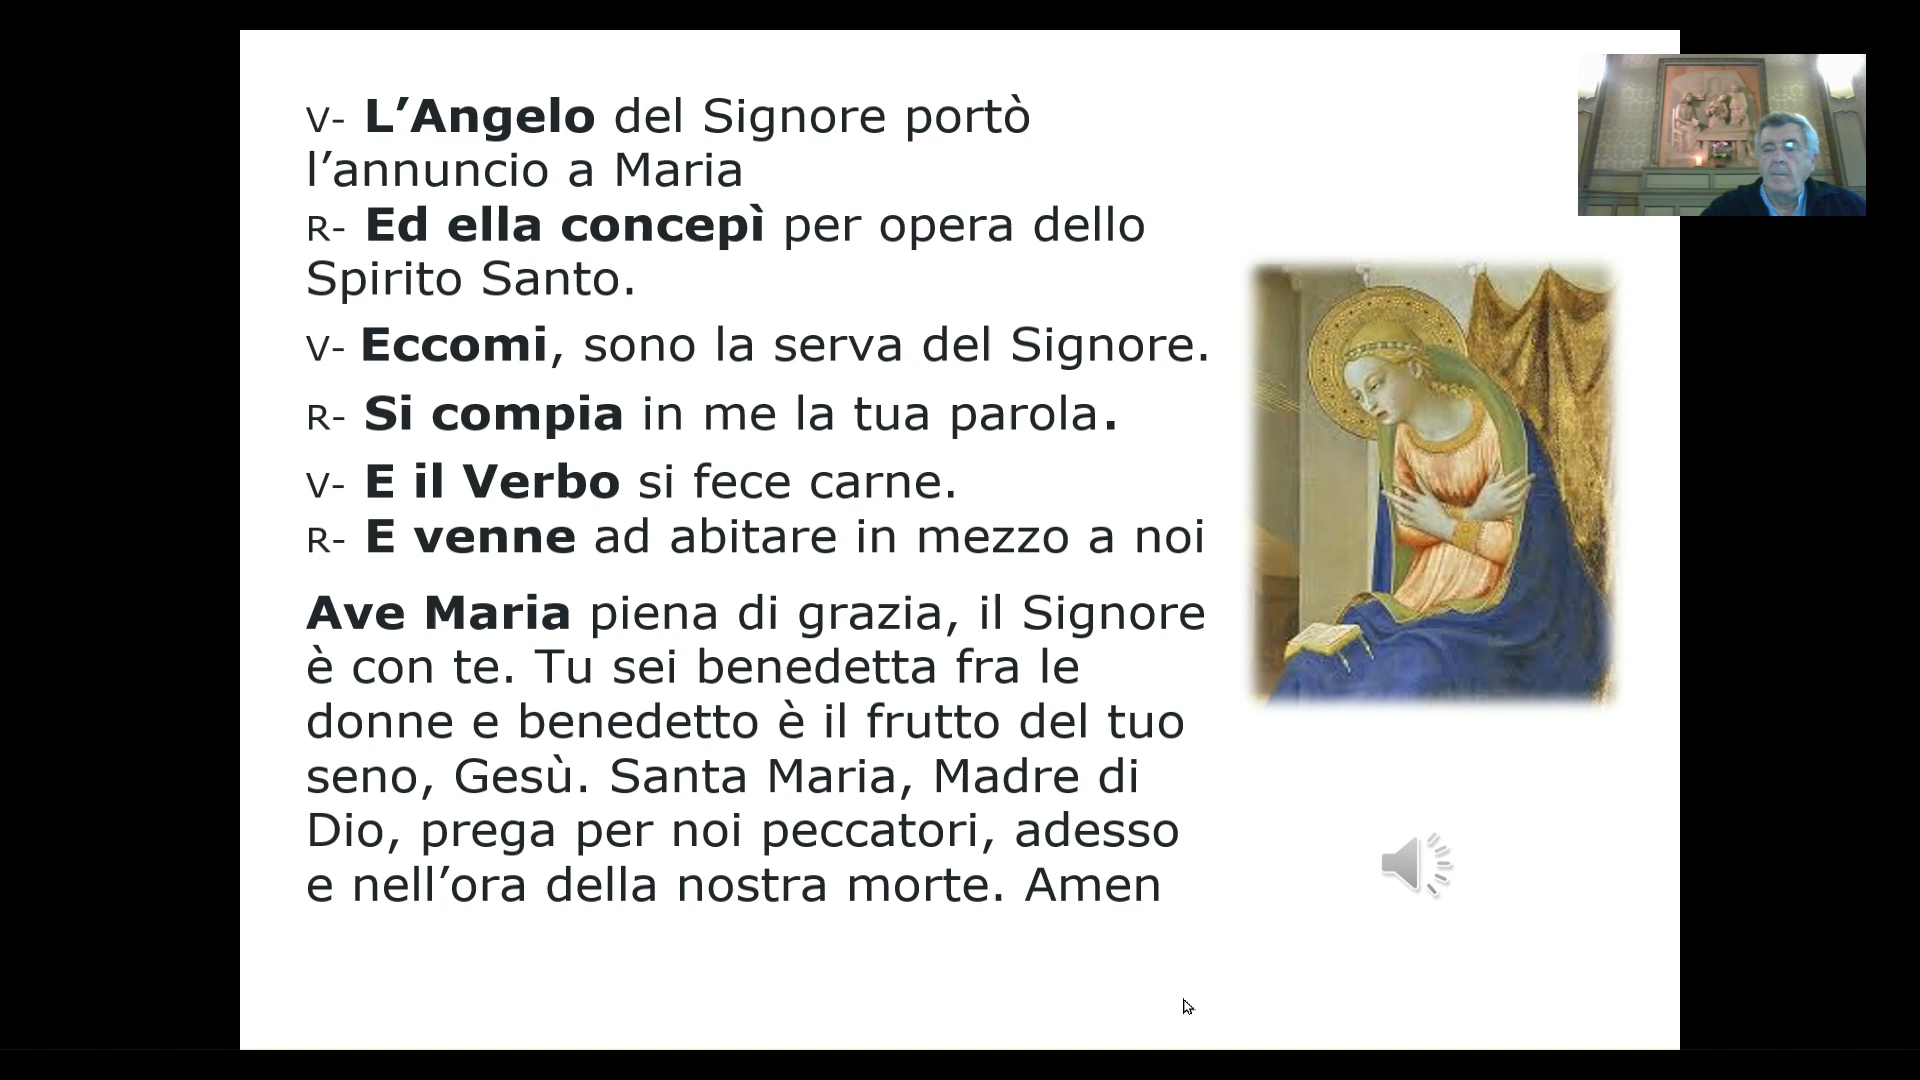 V- L’Angelo del Signore portò
l’annuncio a Maria
R- Ed ella concepì per opera dello
Spirito Santo.
V- Eccomi, sono la serva del Signore.
R- Si compia in me la tua parola.
V- E il Verbo si fece carne.
R- E venne ad abitare in mezzo a noi
Ave Maria piena di grazia, il Signore
è con te. Tu sei benedetta fra le
donne e benedetto è il frutto del tuo
seno, Gesù. Santa Maria, Madre di
Dio, prega per noi peccatori, adesso
e nell’ora della nostra morte. Amen